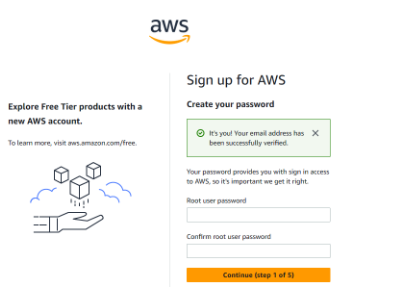 aws
Sign up for AWS
Explore Free Tier products with a
new AWS account.
To learn more, visit aws.amazon.com/free.
Create your password
It's you! Your email address has
been successfully verified.
Your password provides you with sign in access
to AWS, so it's important we get it right.
Root user password
Confirm root user password
Continue (step 1 of 5)